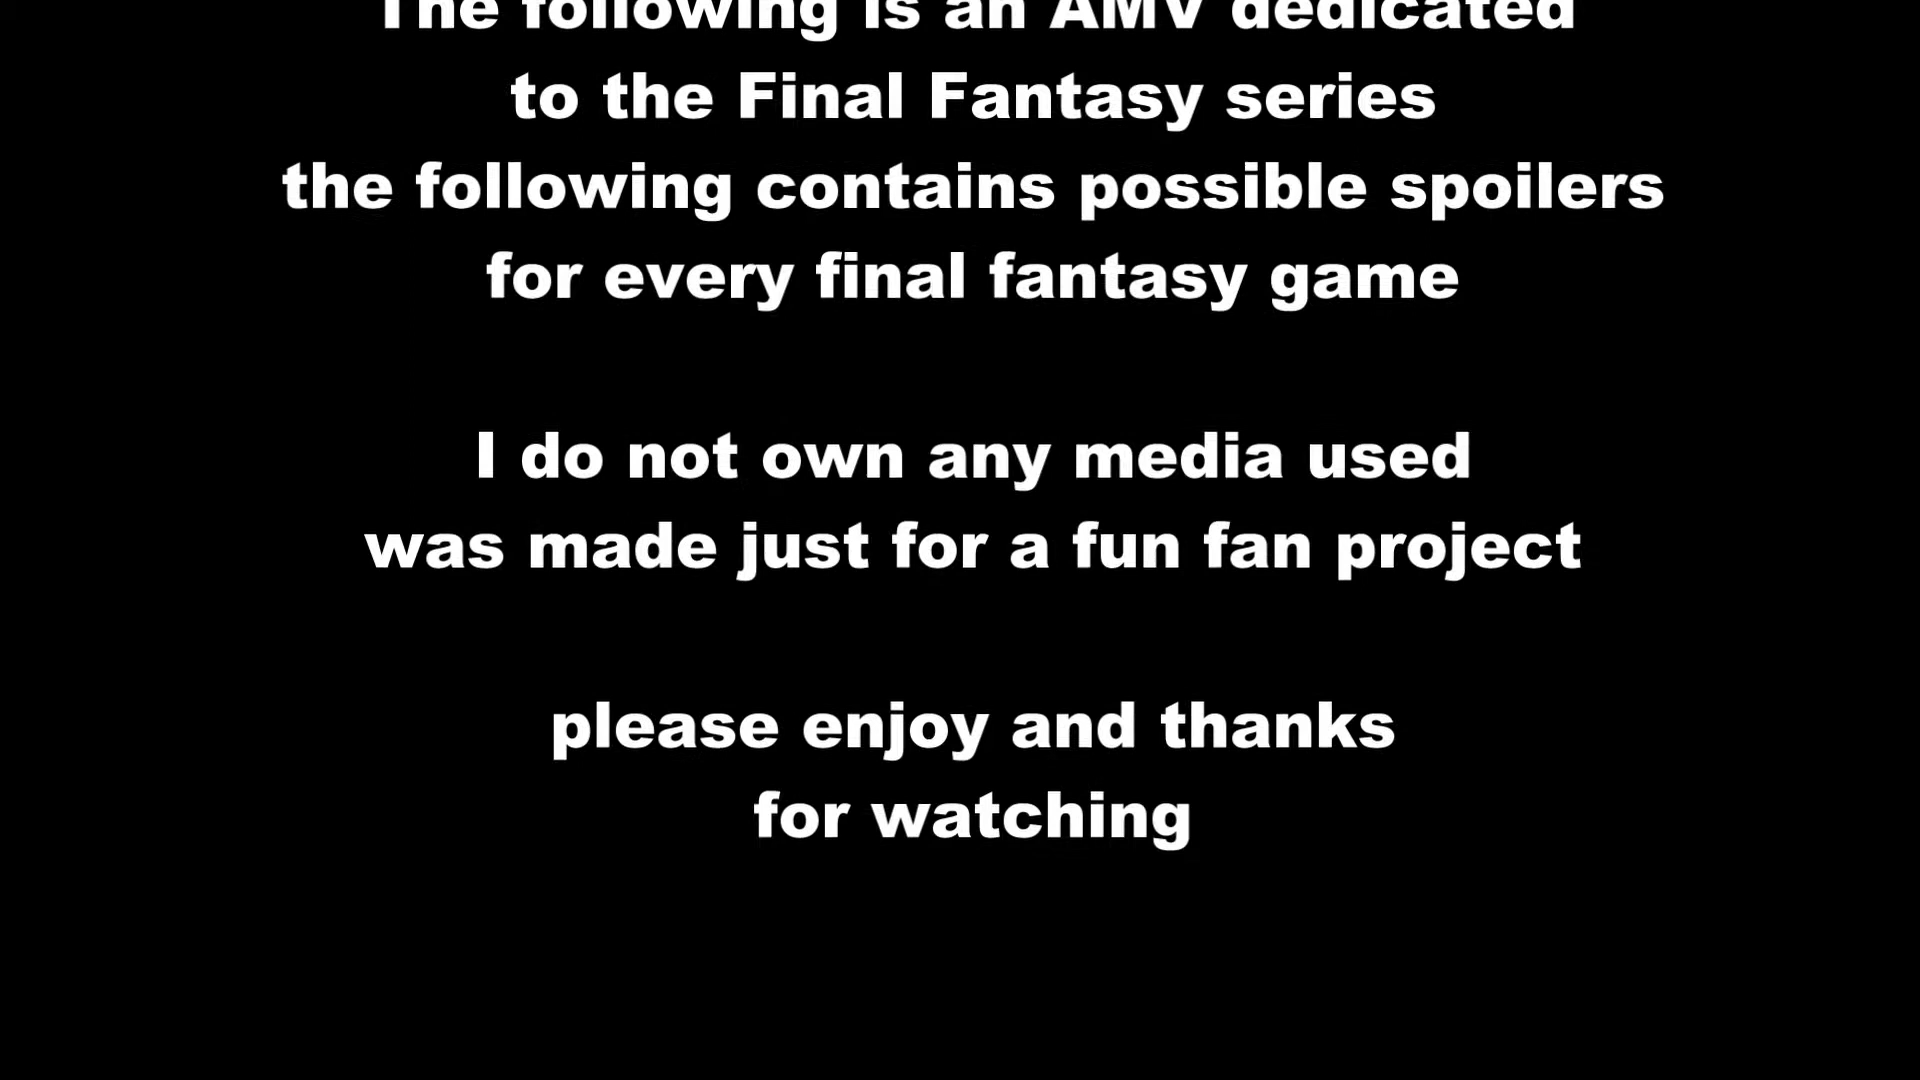 The following is an AMV dedicated
to the Final Fantasy series
the following contains possible spoilers
for every final fantasy game
I do not own any media used
was made just for a fun fan project
please enjoy and thanks
for watching